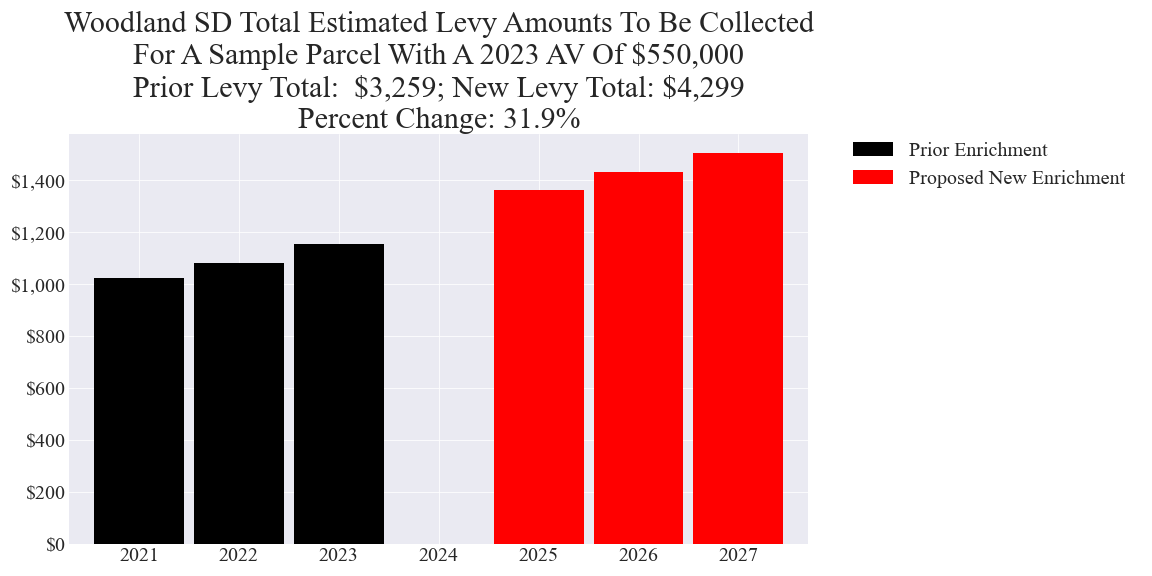 Woodland SD Total Estimated Levy Amounts To Be Collected
For A Sample Parcel With A 2023 AV Of $550,000
Prior Levy Total:  $3,259; New Levy Total: $4,299
Percent Change: 31.9%
Prior Enrichment
Proposed New Enrichment
$1,400
$1,200
$1,000
$800
$600
$400
$200
$0
2021 2022 2023 2024 2025 2026 2027